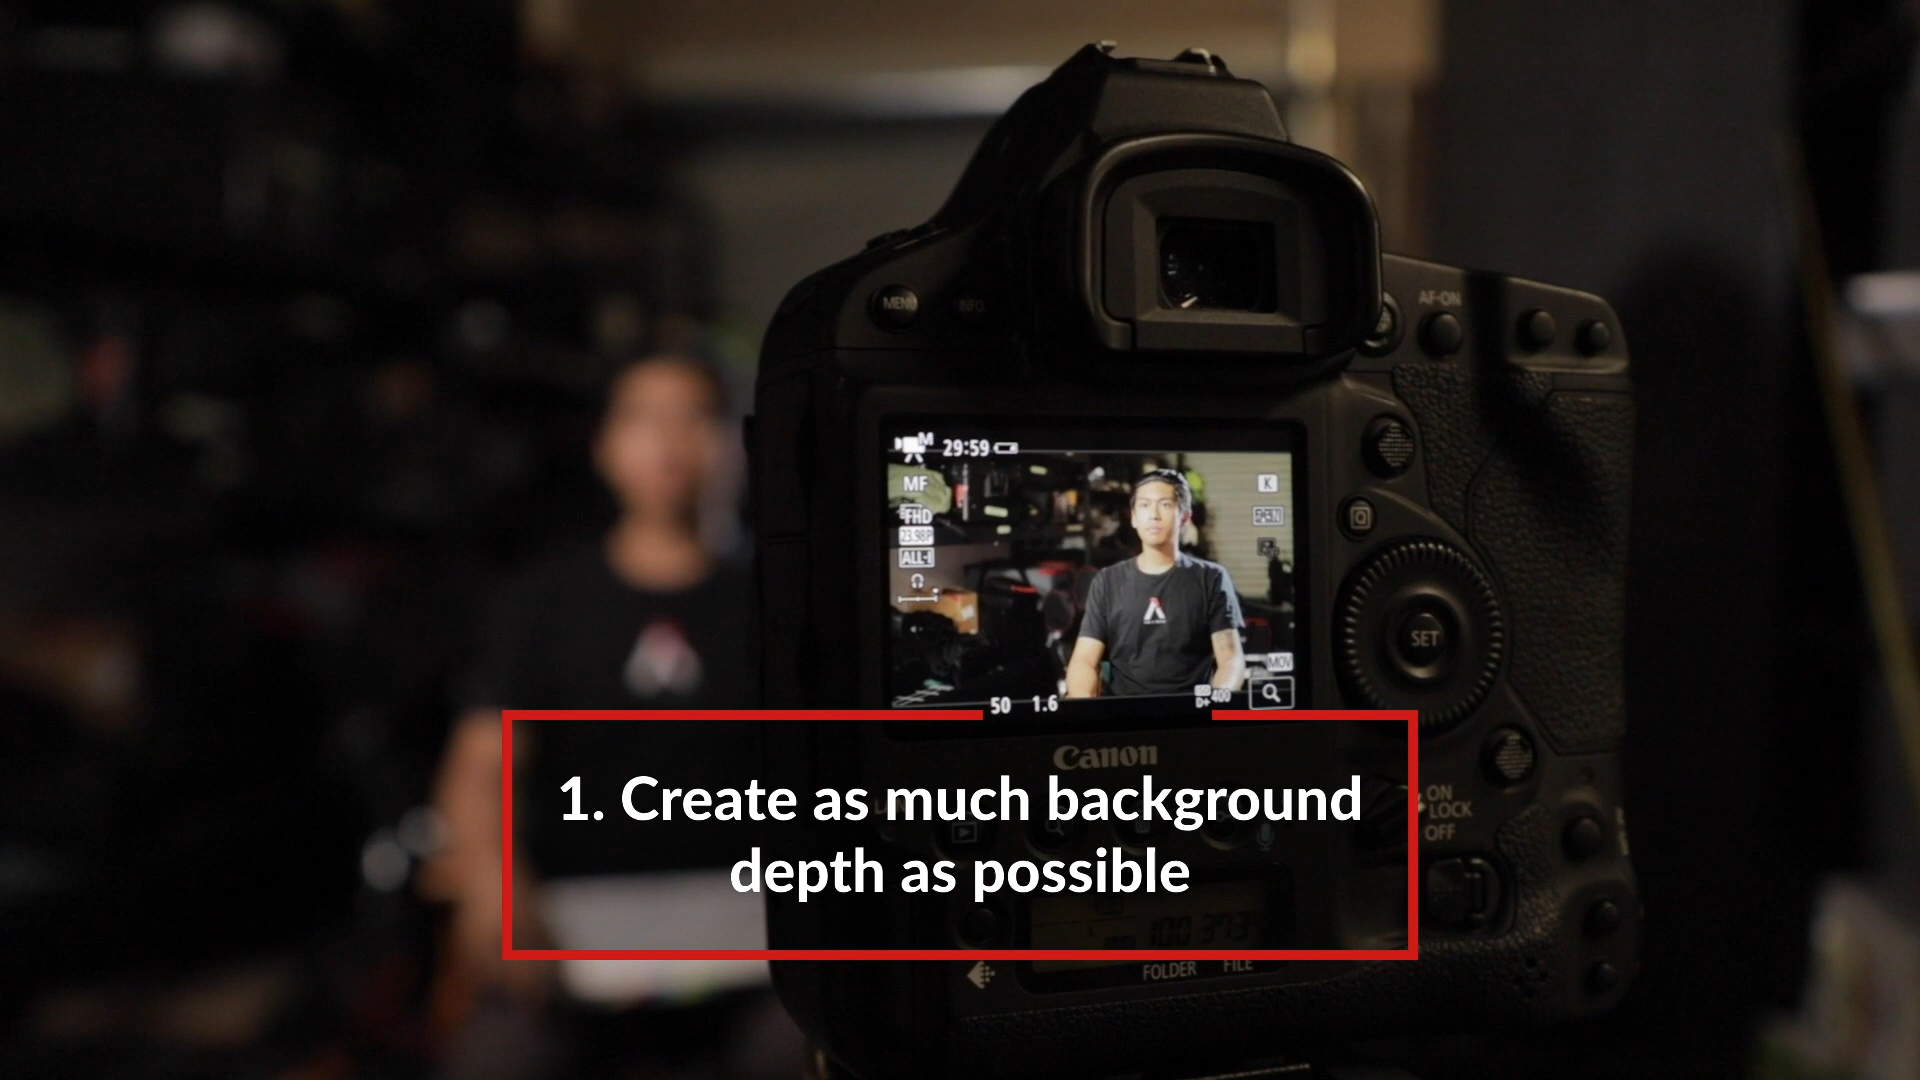 MENU
INFO
AF-ON
M
29:59
MF
K
FHD
23.98P
ALL-I
Q
SET
MOV
50
1.6
D+
400
Canon
1. Create as much background
depth as possible
ON
LOCK
OFF
FOLDER
FILE